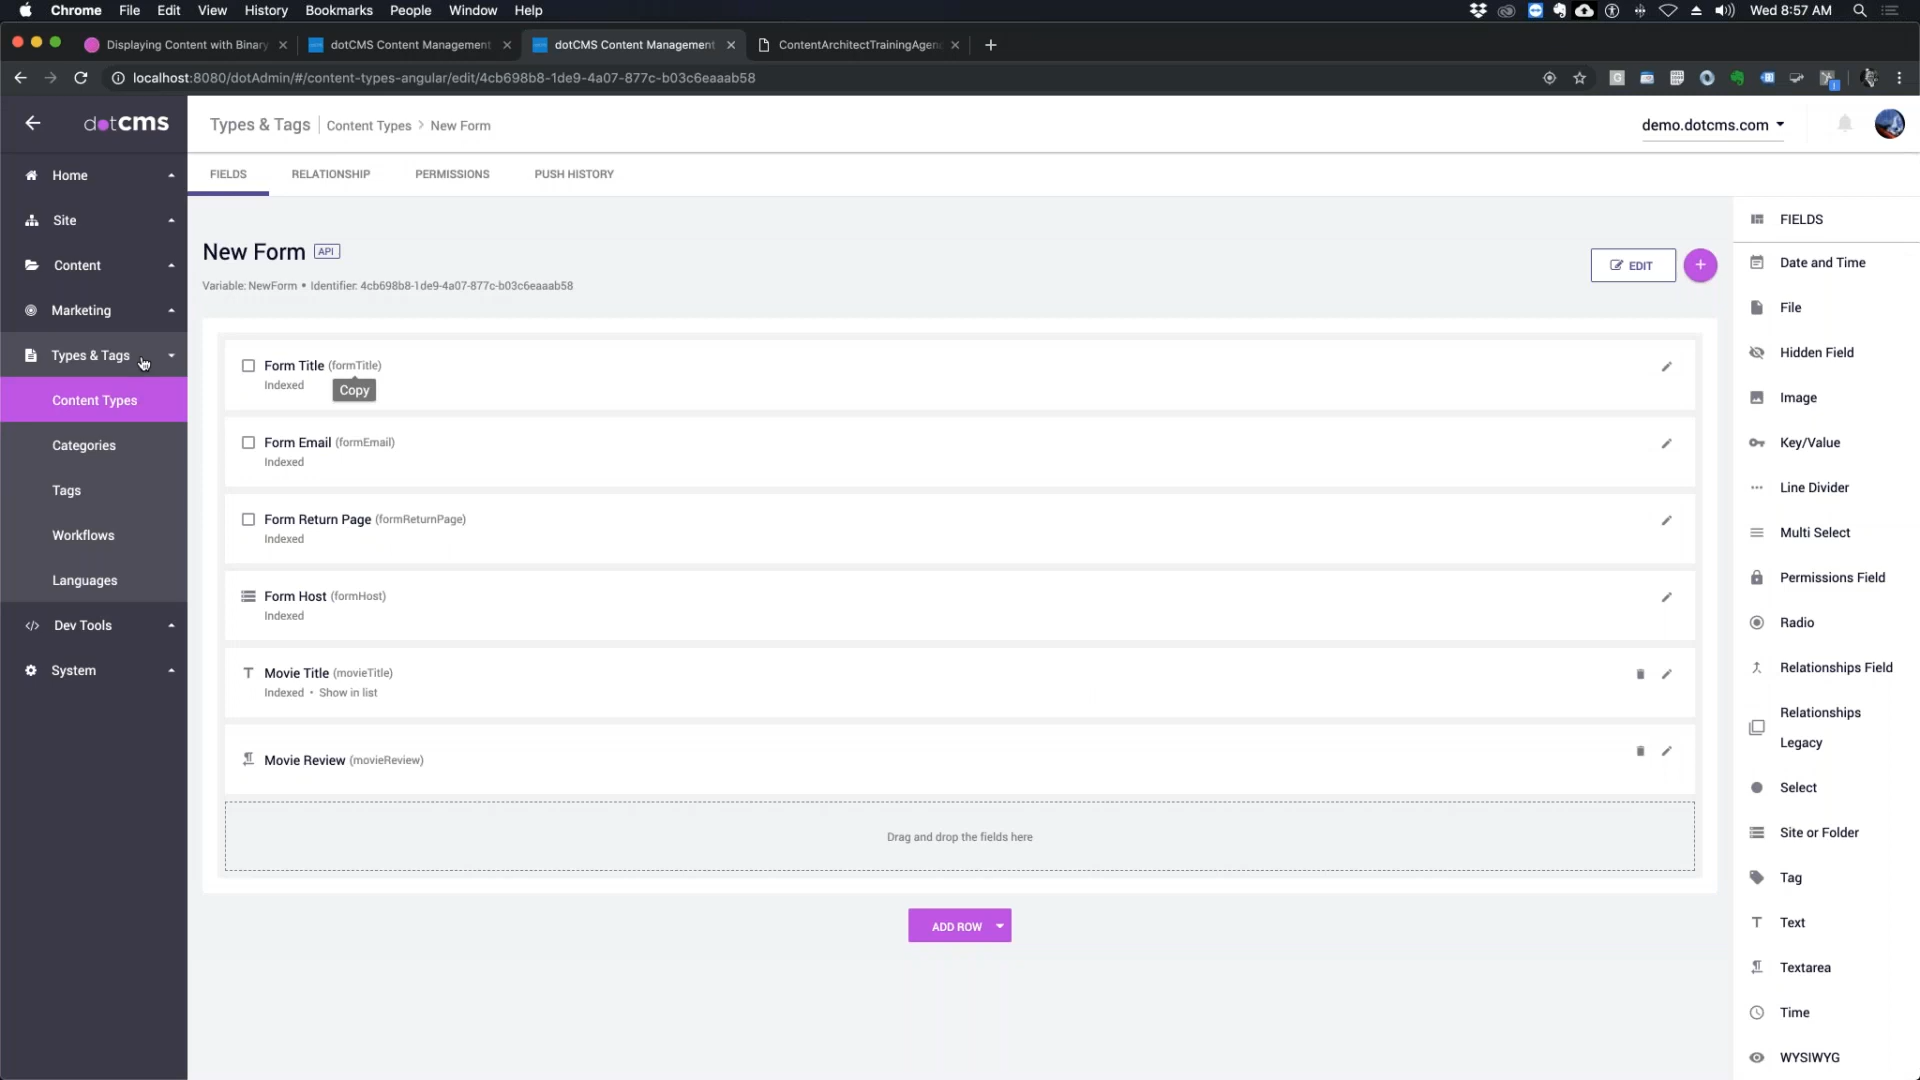 Chrome File Edit View History Bookmarks People Window Help Wed 8:57 AM
Displaying Content with Binary dotCMS Content Management dotCMS Content Management ContentArchitectTrainingAgen
localhost:8080/dotAdmin/#/content-types-angular/edit/4cb698b8-1de9-4a07-877c-b03c6eaaab58
dotCMS
Types & Tags Content Types > New Form
demo.dotcms.com
Home
Site
Content
Marketing
Types & Tags
Content Types
Categories
Tags
Workflows
Languages
Dev Tools
System
FIELDS RELATIONSHIP PERMISSIONS PUSH HISTORY
New Form API
Variable: NewForm • Identifier: 4cb698b8-1de9-4a07-877c-b03c6eaaab58
EDIT
+
Form Title (formTitle)
Indexed
Copy
Form Email (formEmail)
Indexed
Form Return Page (formReturnPage)
Indexed
Form Host (formHost)
Indexed
Movie Title (movieTitle)
Indexed • Show in list
Movie Review (movieReview)
Drag and drop the fields here
ADD ROW
FIELDS
Date and Time
File
Hidden Field
Image
Key/Value
Line Divider
Multi Select
Permissions Field
Radio
Relationships Field
Relationships
Legacy
Select
Site or Folder
Tag
Text
Textarea
Time
WYSIWYG